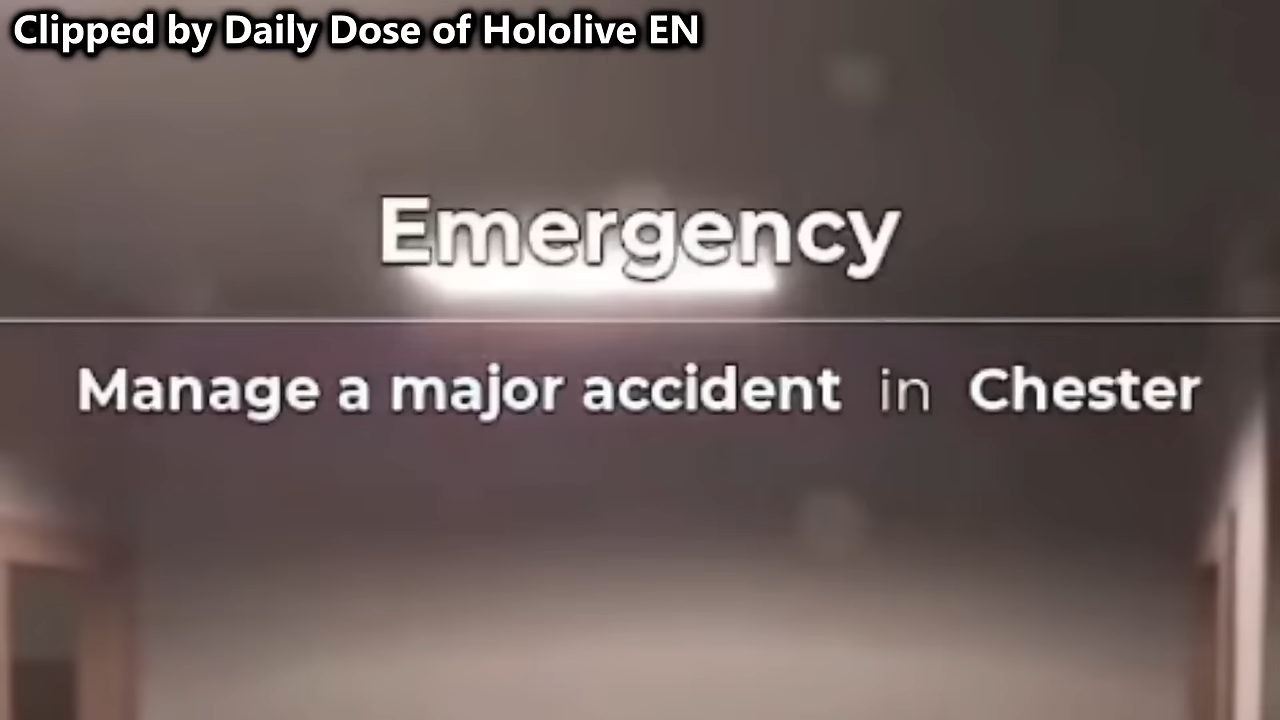 Clipped by Daily Dose of Hololive EN
Emergency
Manage a major accident in Chester